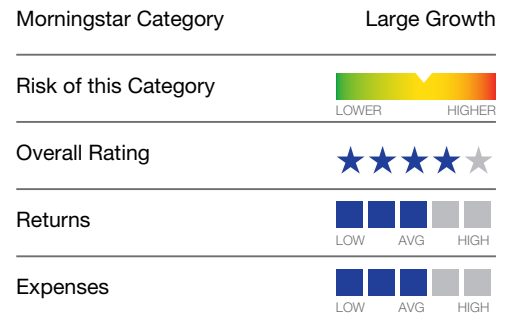 Morningstar Category Large Growth
Risk of this Category
LOWER HIGHER
Overall Rating
Returns
LOW AVG HIGH
Expenses
LOW AVG HIGH